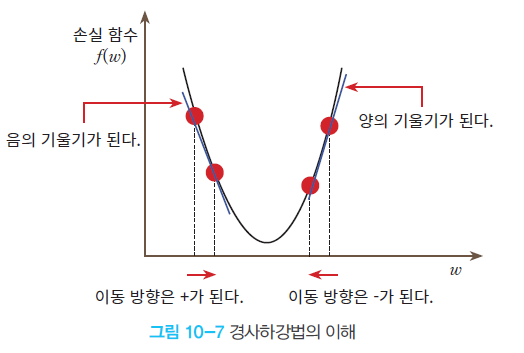 손실 함수
f(w)
음의 기울기가 된다.
양의 기울기가 된다.
w
이동 방향은 +가 된다.
이동 방향은 -가 된다.
그림 10-7 경사하강법의 이해